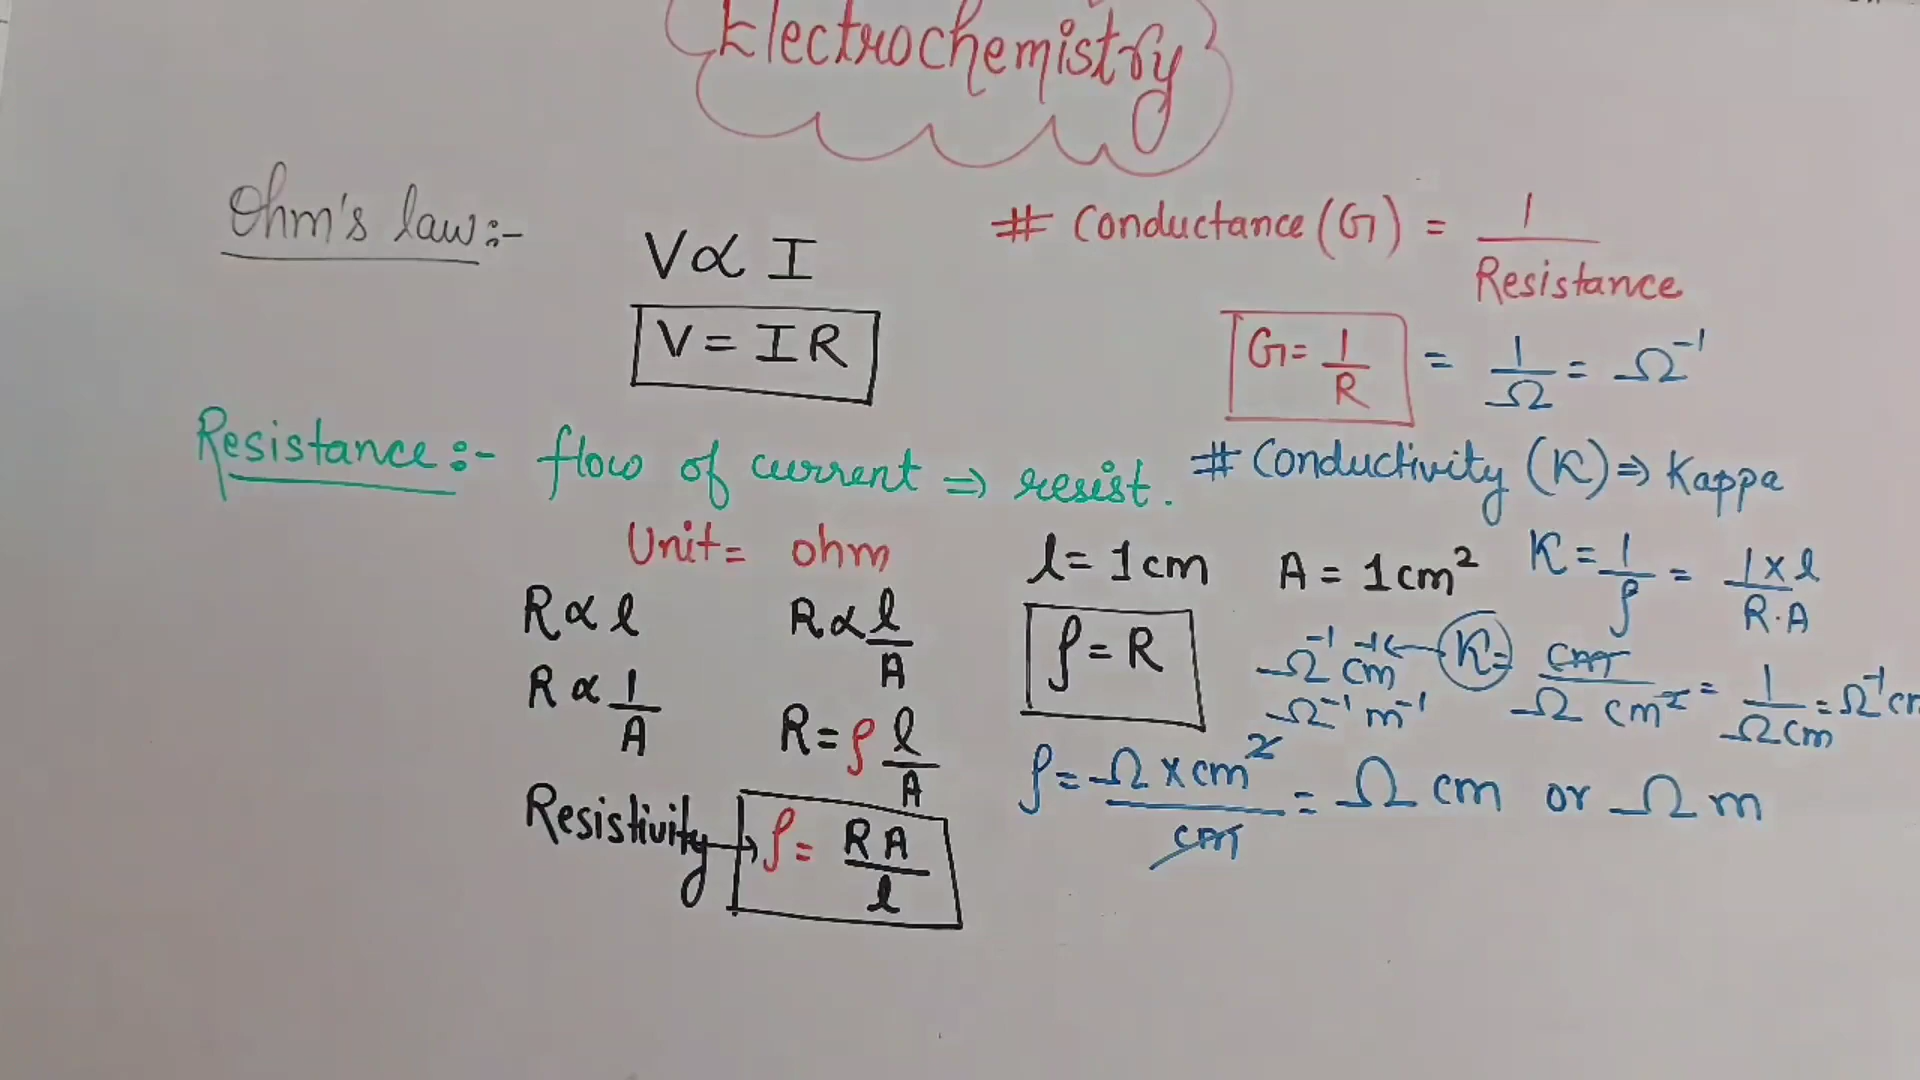 Electrochemistry
Ohm's law:-
V ∝ I
V = IR
Resistance:- flow of current ⇒ resist.
Unit = ohm
R ∝ l
R ∝ 1/A
R ∝ l/A
R = ρ l/A
Resistivity → ρ = RA/l
# Conductance (G) = 1/Resistance
G = 1/R = 1/Ω = Ω⁻¹
# Conductivity (K) ⇒ Kappa
l = 1cm A = 1cm²
ρ = R
K = 1/ρ = 1×l/R.A
Ω⁻¹ cm⁻¹ ← K = cm/Ω cm² = 1/Ω cm = Ω⁻¹ cm
Ω⁻¹ m⁻¹
ρ = Ω × cm²/cm = Ω cm or Ω m